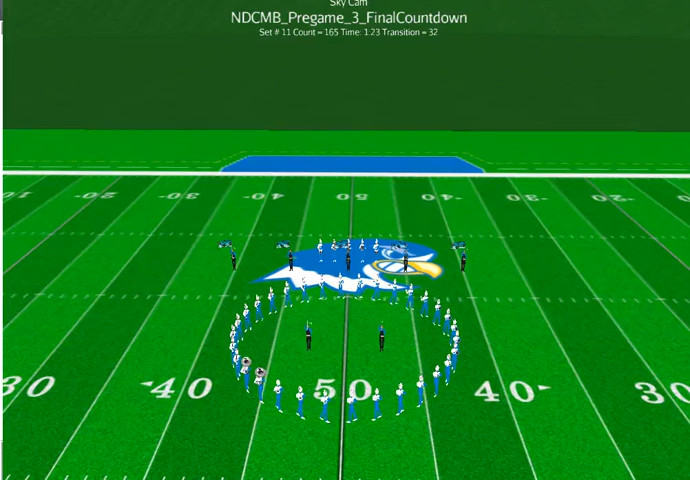 Sky Cam
NDCMB_Pregame_3_FinalCountdown
Set # 11 Count = 165 Time: 1:23 Transition = 32
10 -20 30 40 50 40 30 -20 10
30 40 50 40 30